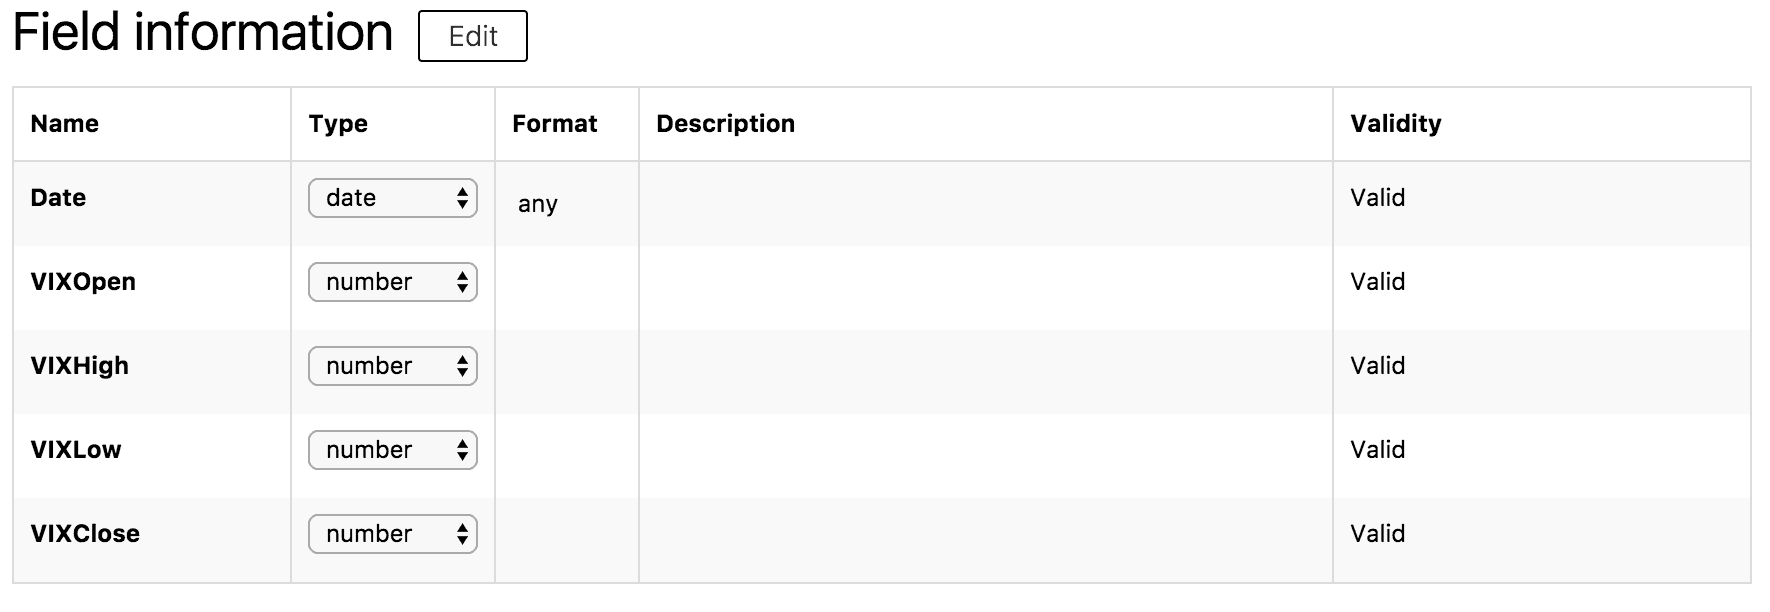 Field information Edit
Name Type Format Description Validity
Date date any Valid
VIXOpen number Valid
VIXHigh number Valid
VIXLow number Valid
VIXClose number Valid